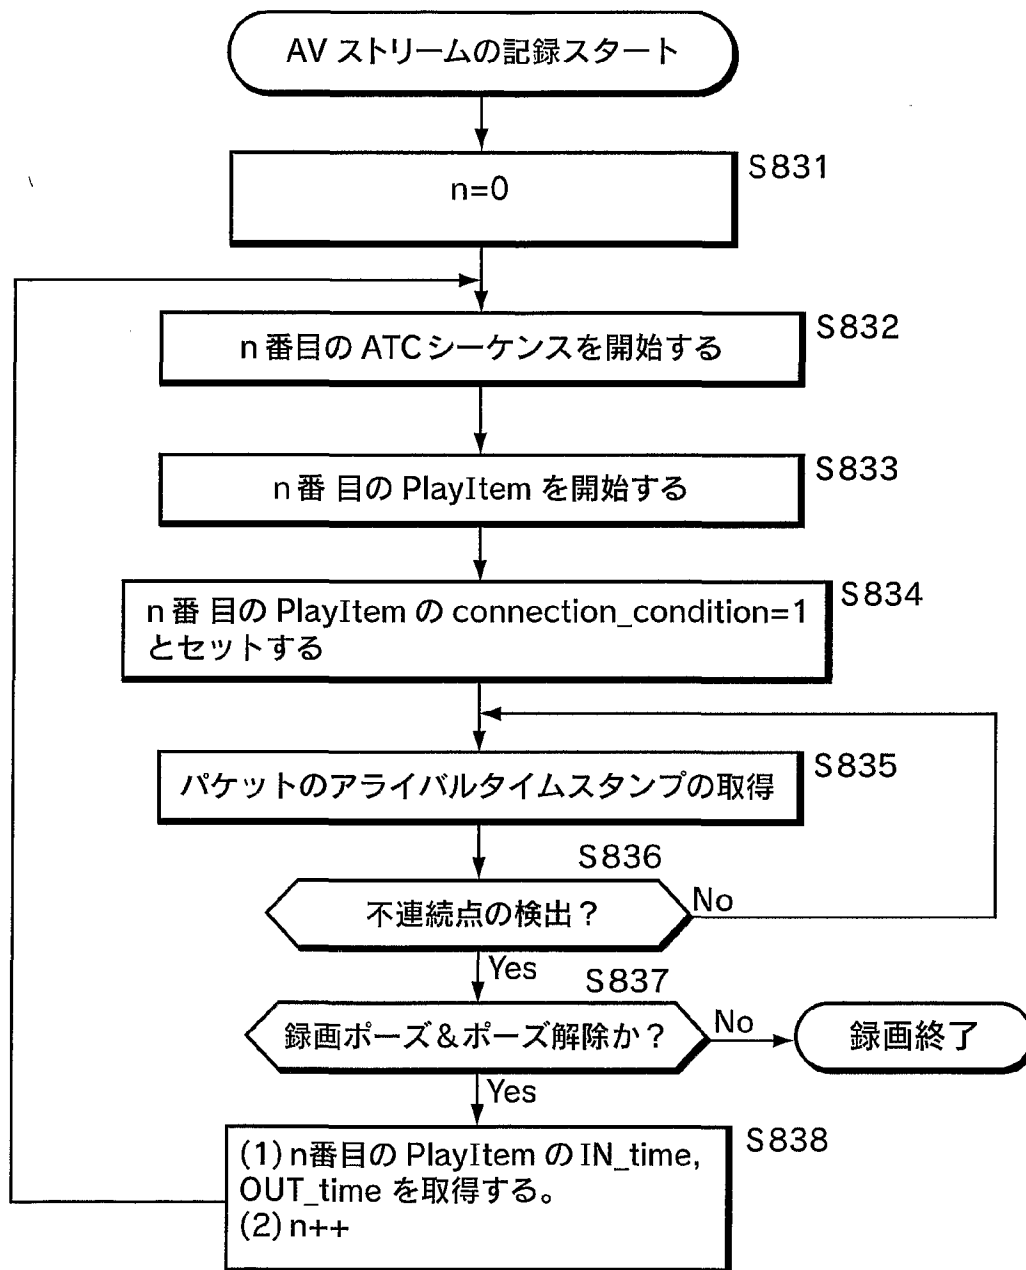 AV ストリームの記録スタート
S831
n=0
S832
n番目の ATCシーケンスを開始する
S833
n番 目の PlayItem を開始する
S834
n番 目の PlayItem の connection_condition=1
とセットする
S835
パケットのアライバルタイムスタンプの取得
S836
不連続点の検出?
No
Yes
S837
録画ポーズ&ポーズ解除か?
No
録画終了
Yes
S838
(1)n番目の PlayItem の IN_time,
OUT_time を取得する。
(2)n++